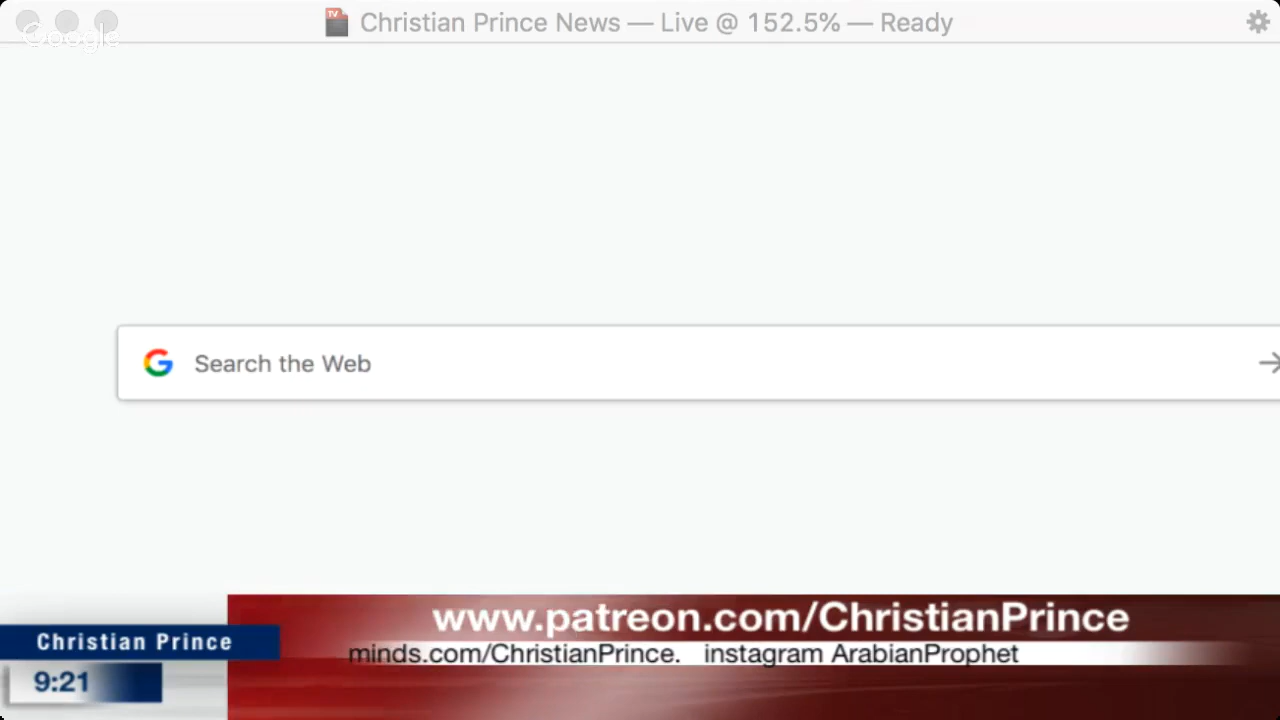 TV
Christian Prince News — Live @ 152.5% — Ready
Google
Search the Web
www.patreon.com/ChristianPrince
Christian Prince
minds.com/ChristianPrince. instagram ArabianProphet
9:21